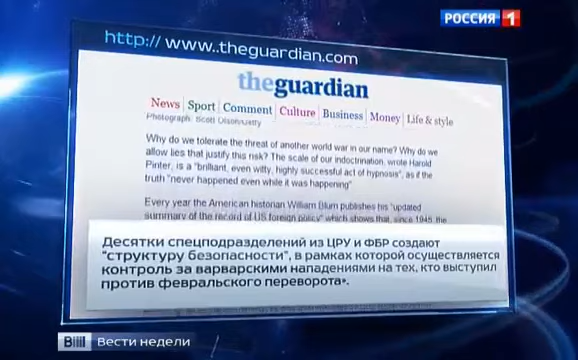 РОССИЯ 1
http:// www..theguardian.com
theguardian
News Sport Comment Culture Business Money Life & style
Photograph: Scott Olson/Getty
Why do we tolerate the threat of another world war in our name? Why do we
allow lies that justify this risk? The scale of our indoctrination, wrote Harold
Pinter, is a "brilliant, even witty, highly successful act of hypnosis", as if the
truth "never happened even while it was happening"
Every year the American historian William Blum publishes his "updated
summary of the record of US foreign policy" which shows that, since 1945, the
Десятки спецподразделений из ЦРУ и ФБР создают
"структуру безопасности", в рамках которой осуществляется
контроль за варварскими нападениями на тех, кто выступил
против февральского переворота».
Вести недели